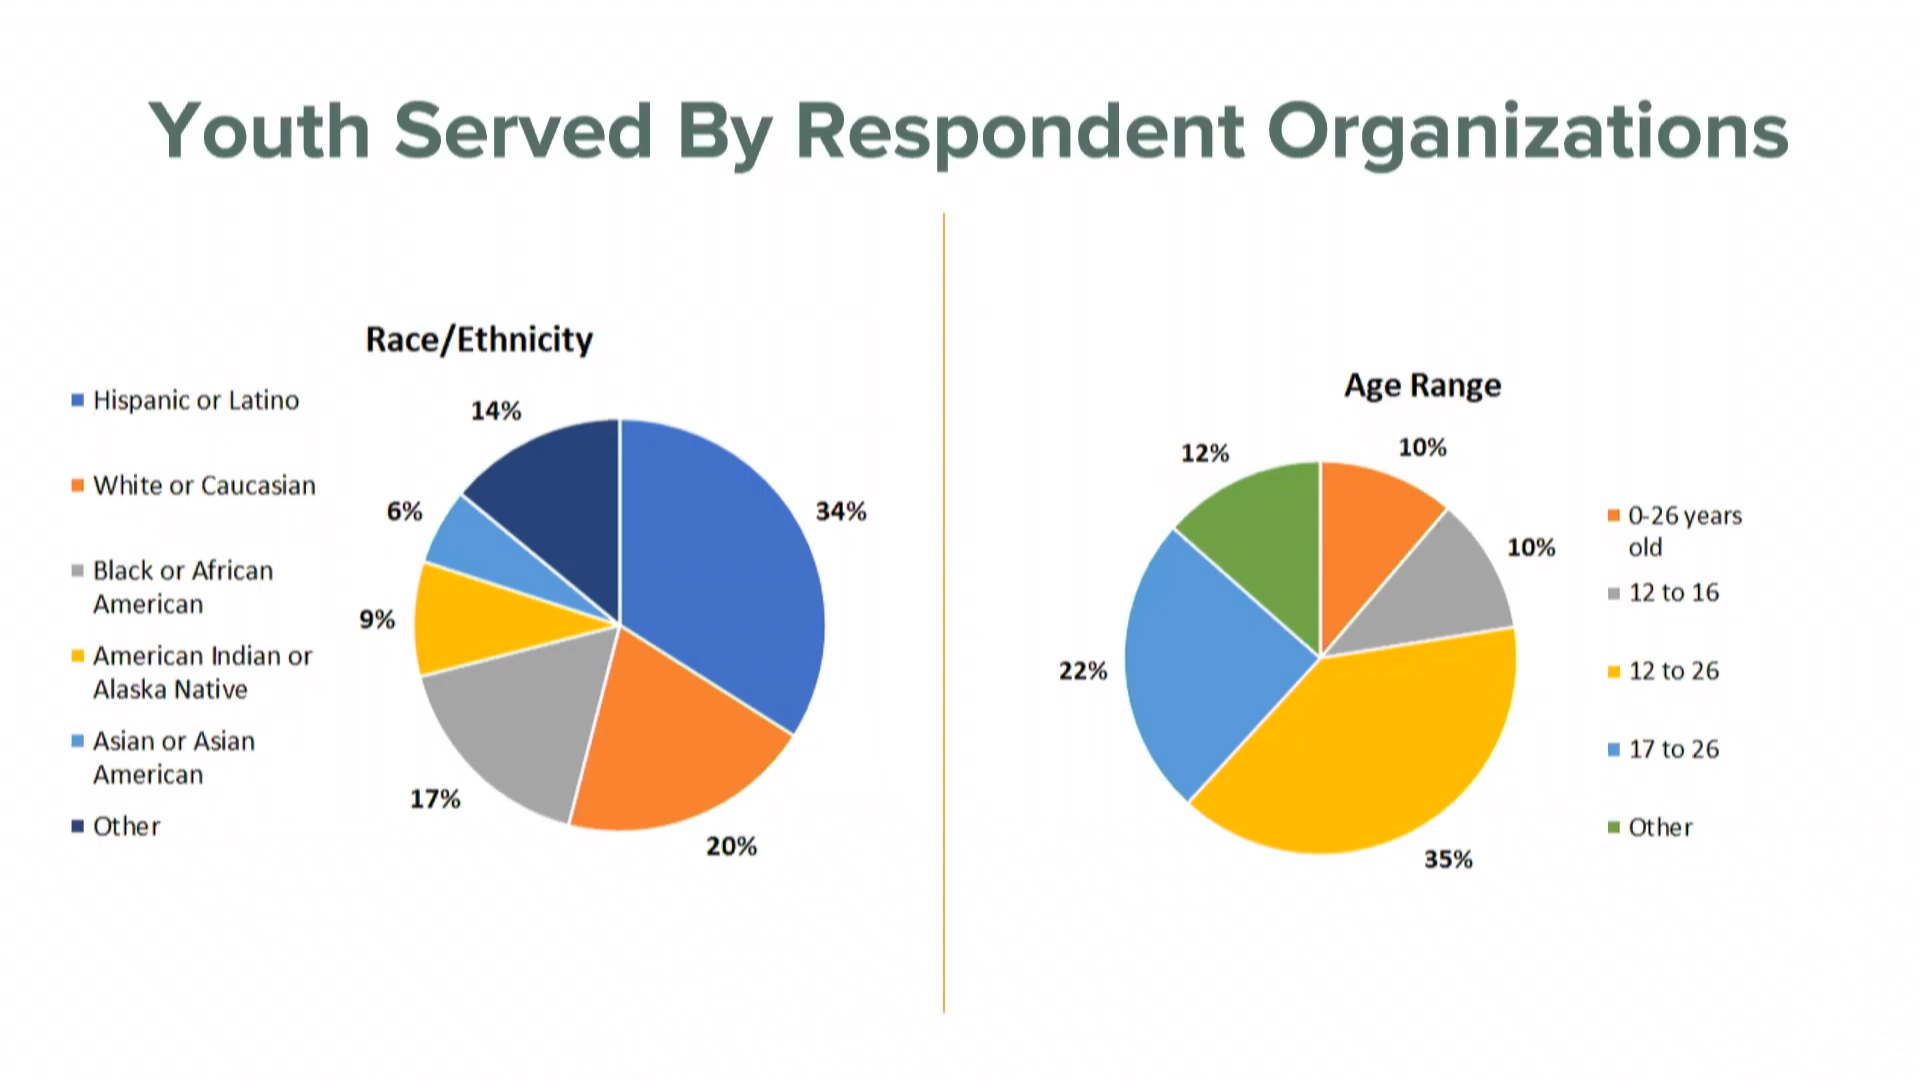 Youth Served By Respondent Organizations
Race/Ethnicity
Hispanic or Latino
White or Caucasian
Black or African
American
American Indian or
Alaska Native
Asian or Asian
American
Other
14%
34%
6%
9%
17%
20%
Age Range
12%
10%
10%
22%
35%
0-26 years
old
12 to 16
12 to 26
17 to 26
Other